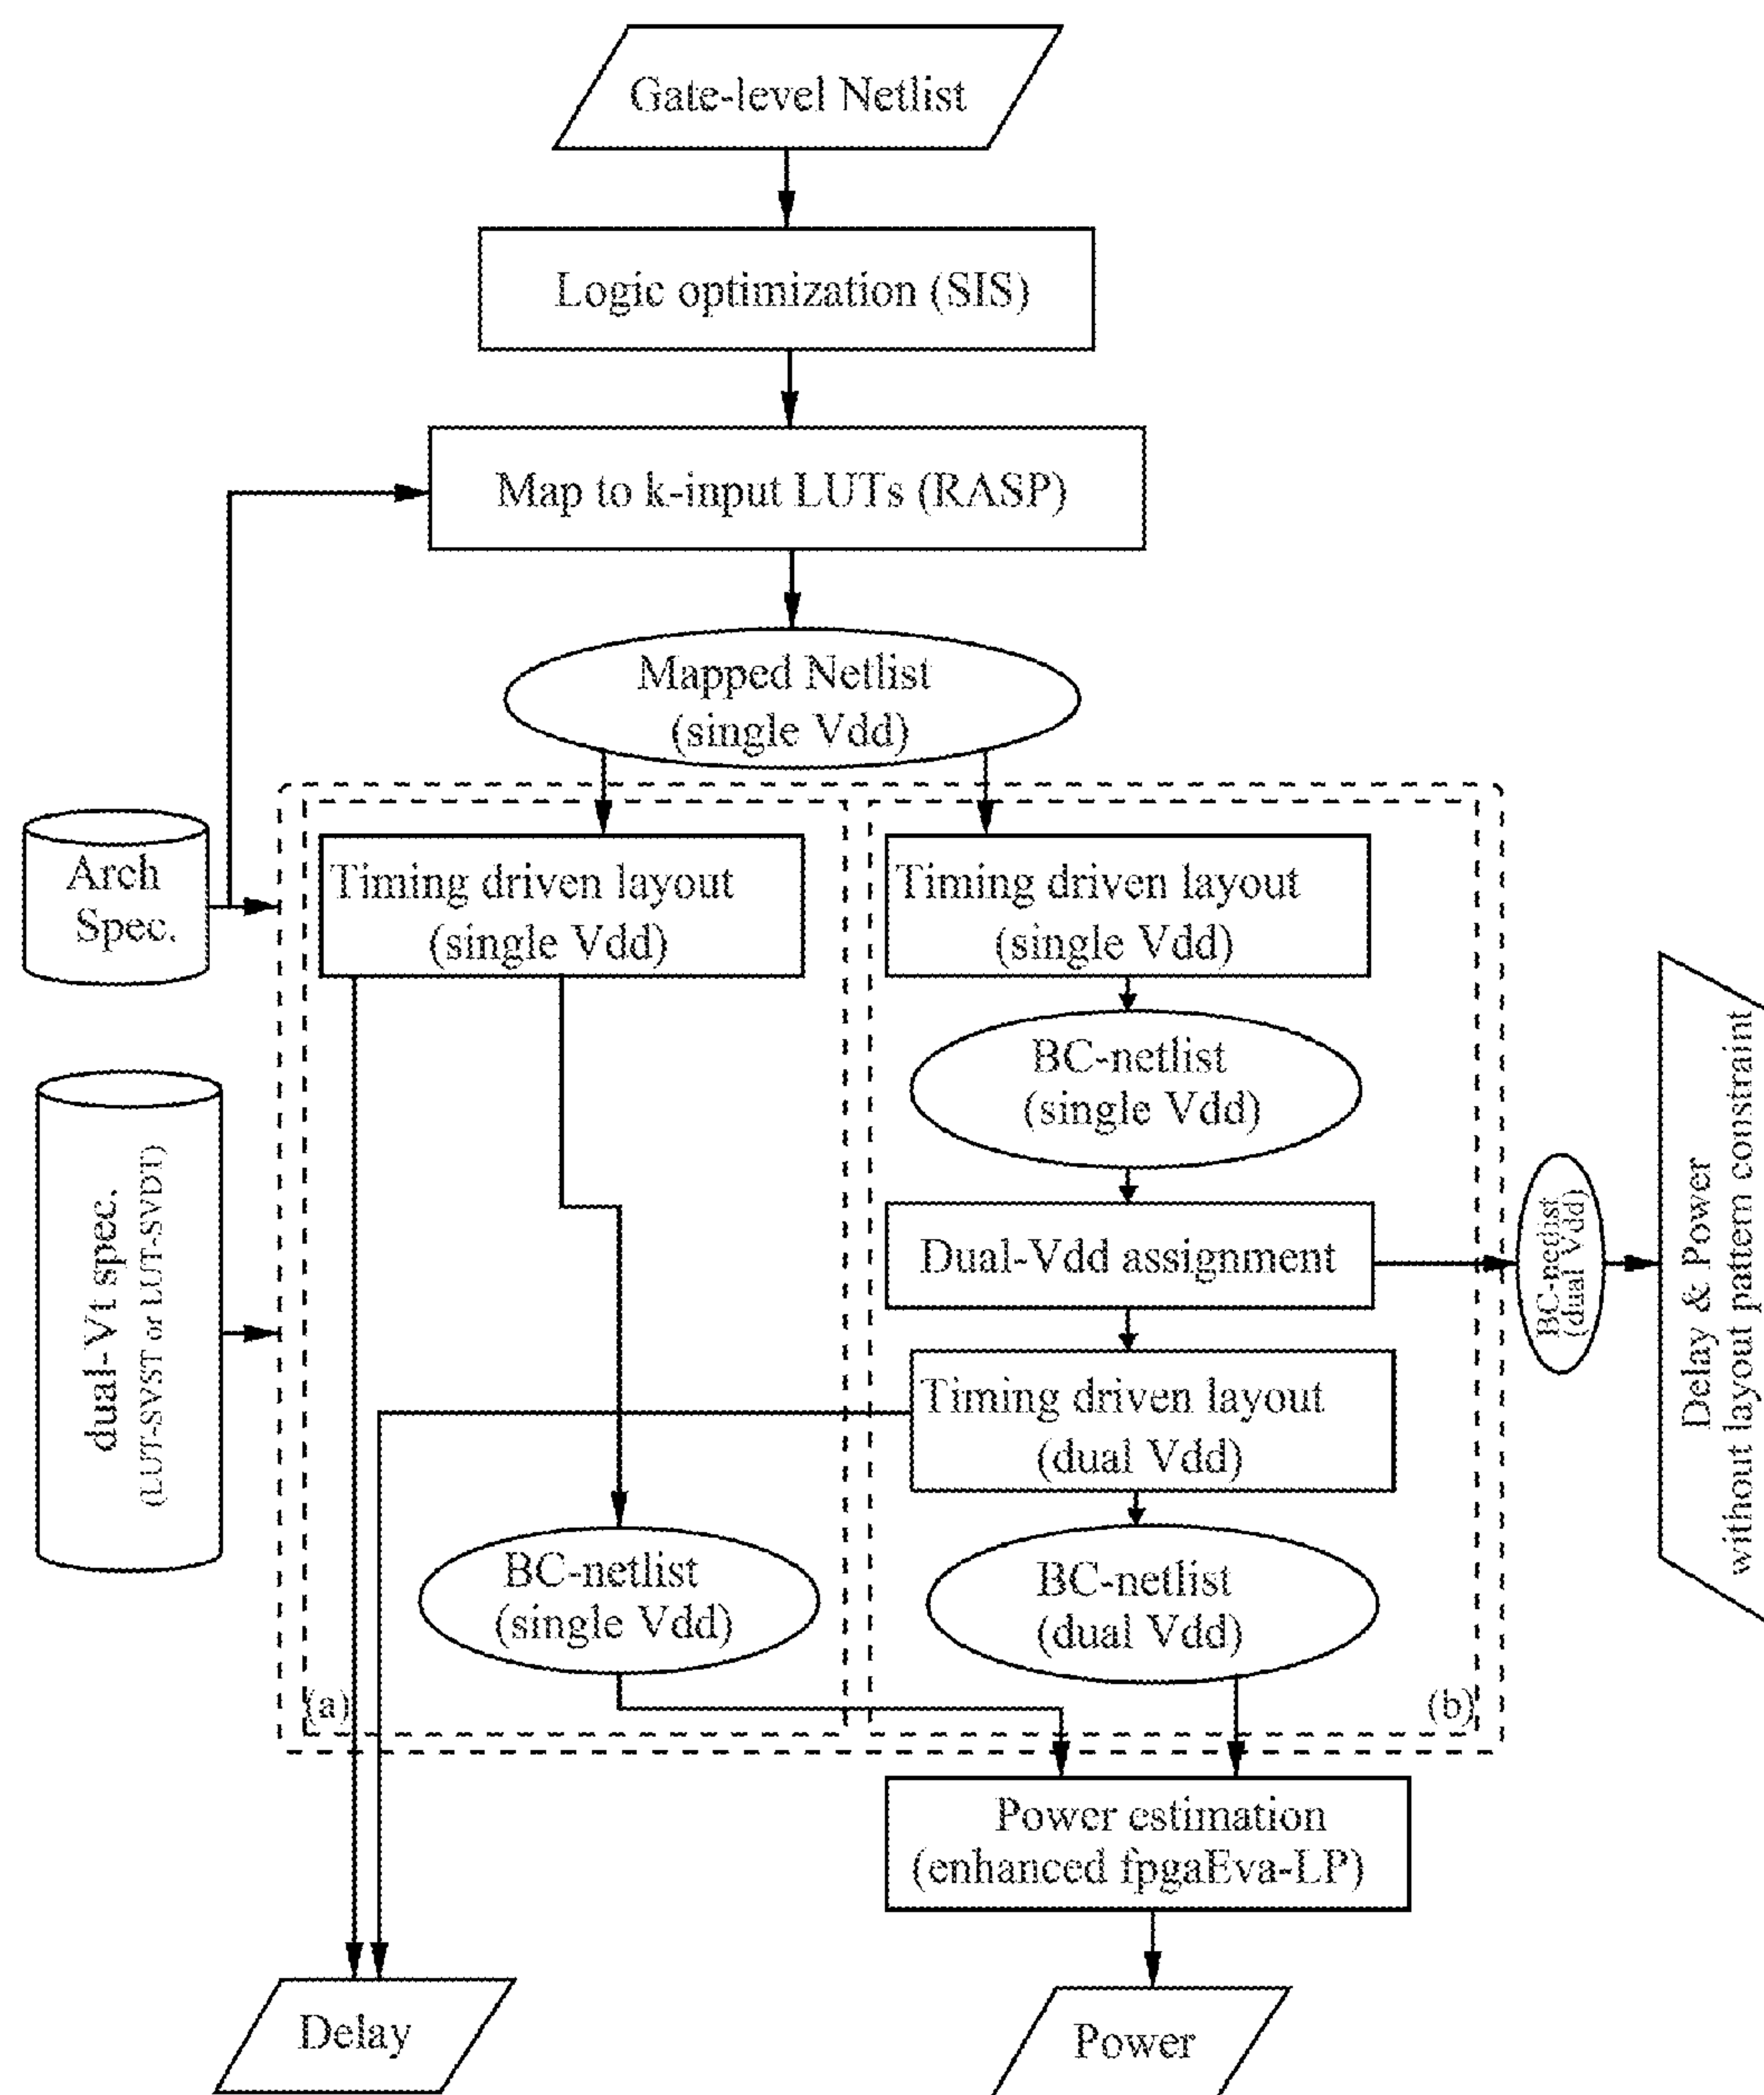 Gate-level Netlist
Logic optimization (SIS)
Map to k-input LUTs (RASP)
Mapped Netlist
(single Vdd)
Arch
Spec.
dual-Vt spec.
(LUT-SVST or LUT-SVDT)
Timing driven layout
(single Vdd)
BC-netlist
(single Vdd)
(a)
Timing driven layout
(single Vdd)
BC-netlist
(single Vdd)
Dual-Vdd assignment
Timing driven layout
(dual Vdd)
BC-netlist
(dual Vdd)
(b)
BC-netlist
(dual Vdd)
Delay & Power
without layout pattern constraint
Power estimation
(enhanced fpgaEva-LP)
Delay
Power